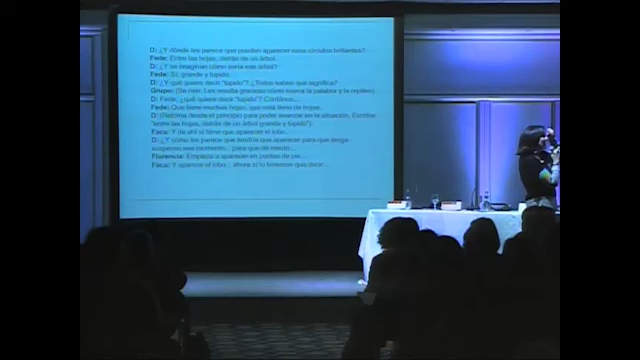 D: ¿Y dónde les parece que pueden aparecer esos círculos brillantes?
Fede: Entre las hojas, detrás de un árbol.
D: ¿Y se imaginan cómo sería ese árbol?
Fede: Sí, grande y tupido.
D: ¿Y qué quiere decir "tupido"? ¿Todos saben qué significa?
Grupo: (Se ríen. Les resulta gracioso cómo suena la palabra y la repiten)
D: Fede, ¿qué quiere decir "tupido"? Contanos...
Fede: Que tiene muchas hojas, que está lleno de hojas.
D: (Retoma desde el principio para poder avanzar en la situación. Escribe
"entre las hojas, detrás de un árbol grande y tupido").
Facu: Y de ahí sí tiene que aparecer el lobo...
D: ¿Y cómo les parece que tendría que aparecer para que tenga
suspenso ese momento... para que dé miedo...
Florencia: Empieza a aparecer en puntas de pie...
Facu: Y aparece el lobo... ahora sí lo tenemos que decir...